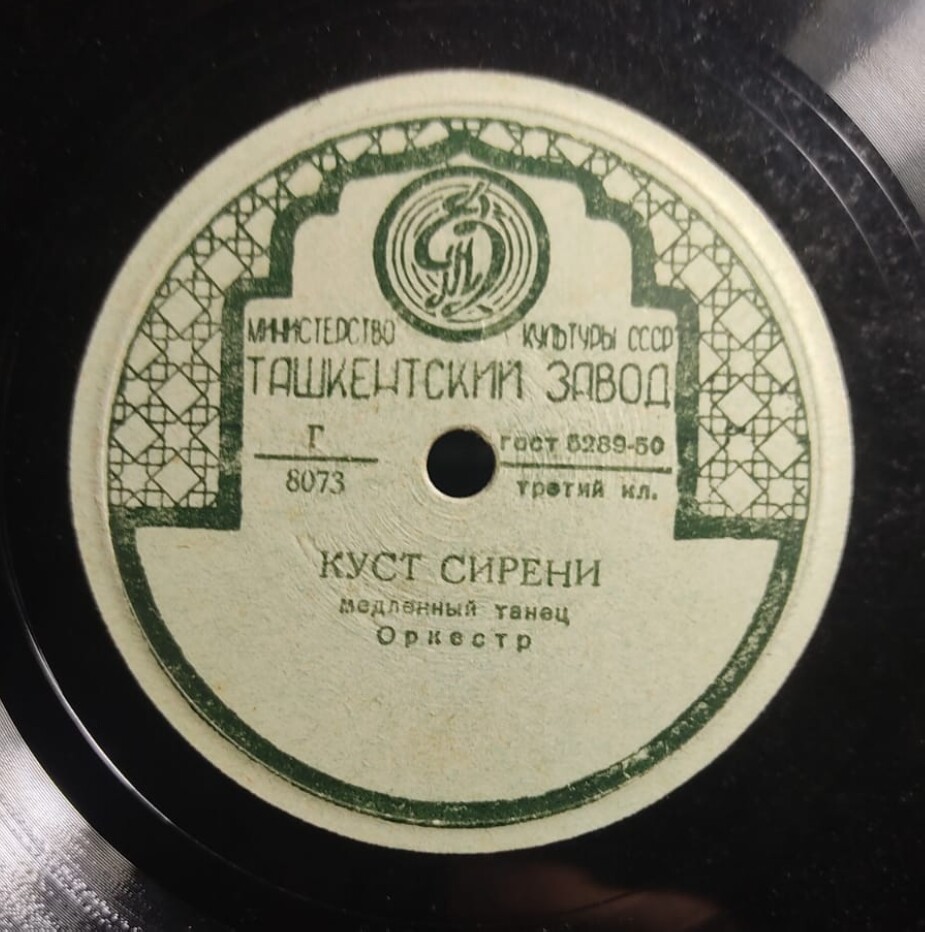 МИНИСТЕРСТВО КУЛЬТУРЫ СССР
ТАШКЕНТСКИЙ ЗАВОД
Г гост 5289-50
8073 третий кл.
КУСТ СИРЕНИ
медленный танец
Оркестр